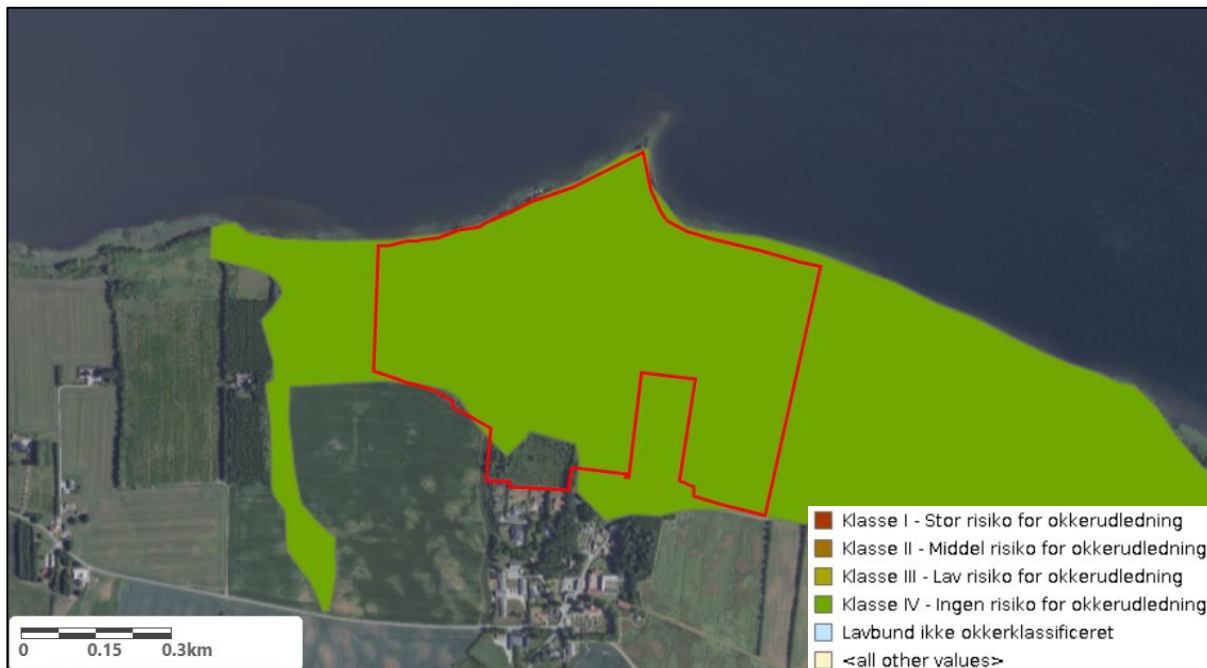 Klasse I - Stor risiko for okkerudledning
Klasse II - Middel risiko for okkerudledning
Klasse III - Lav risiko for okkerudledning
Klasse IV - Ingen risiko for okkerudledning
Lavbund ikke okkerklassificeret
<all other values>
0 0.15 0.3km